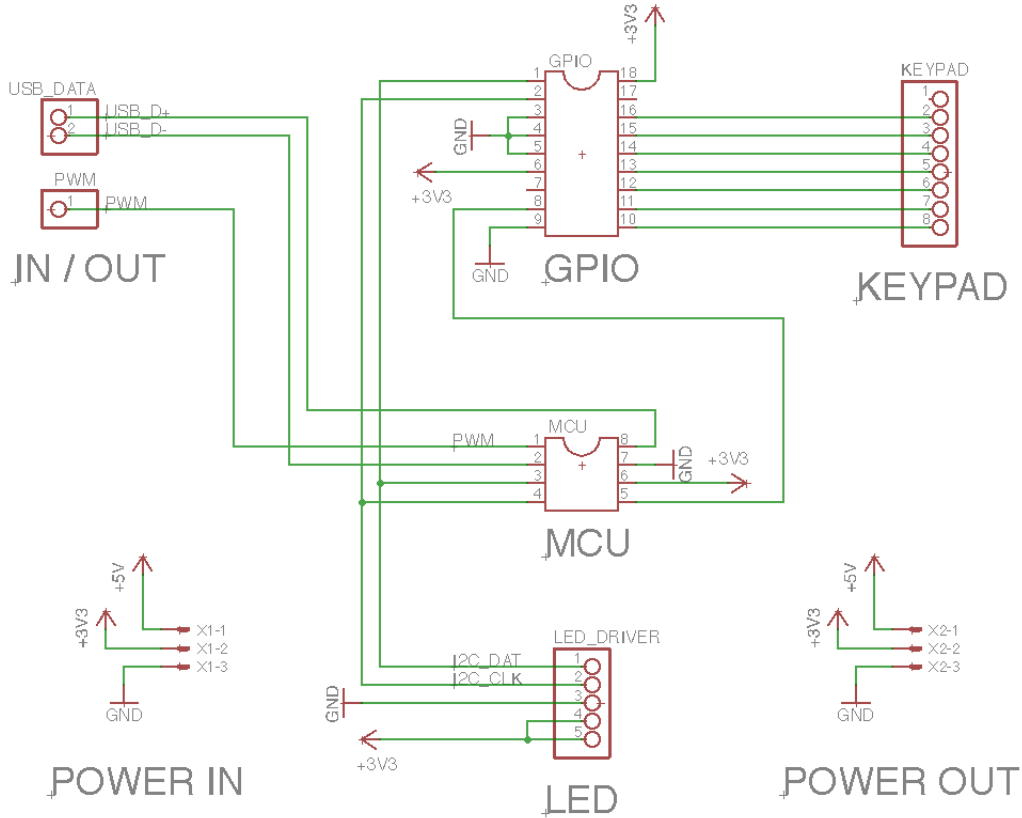 +3V3
GPIO
1
2
3
4
5
6
7
8
9
18
17
16
15
14
13
12
11
10
GND
+3V3
GND
GPIO
KEYPAD
1
2
3
4
5
6
7
8
KEYPAD
USB_DATA
1 USB_D+
2 USB_D-
PWM
1 PWM
IN / OUT
PWM
MCU
1
2
3
4
8
7
6
5
GND
+3V3
MCU
+5V
+3V3
X1-1
X1-2
X1-3
GND
POWER IN
LED_DRIVER
I2C_DAT
I2C_CLK
1
2
3
4
5
GND
+3V3
LED
+5V
+3V3
X2-1
X2-2
X2-3
GND
POWER OUT